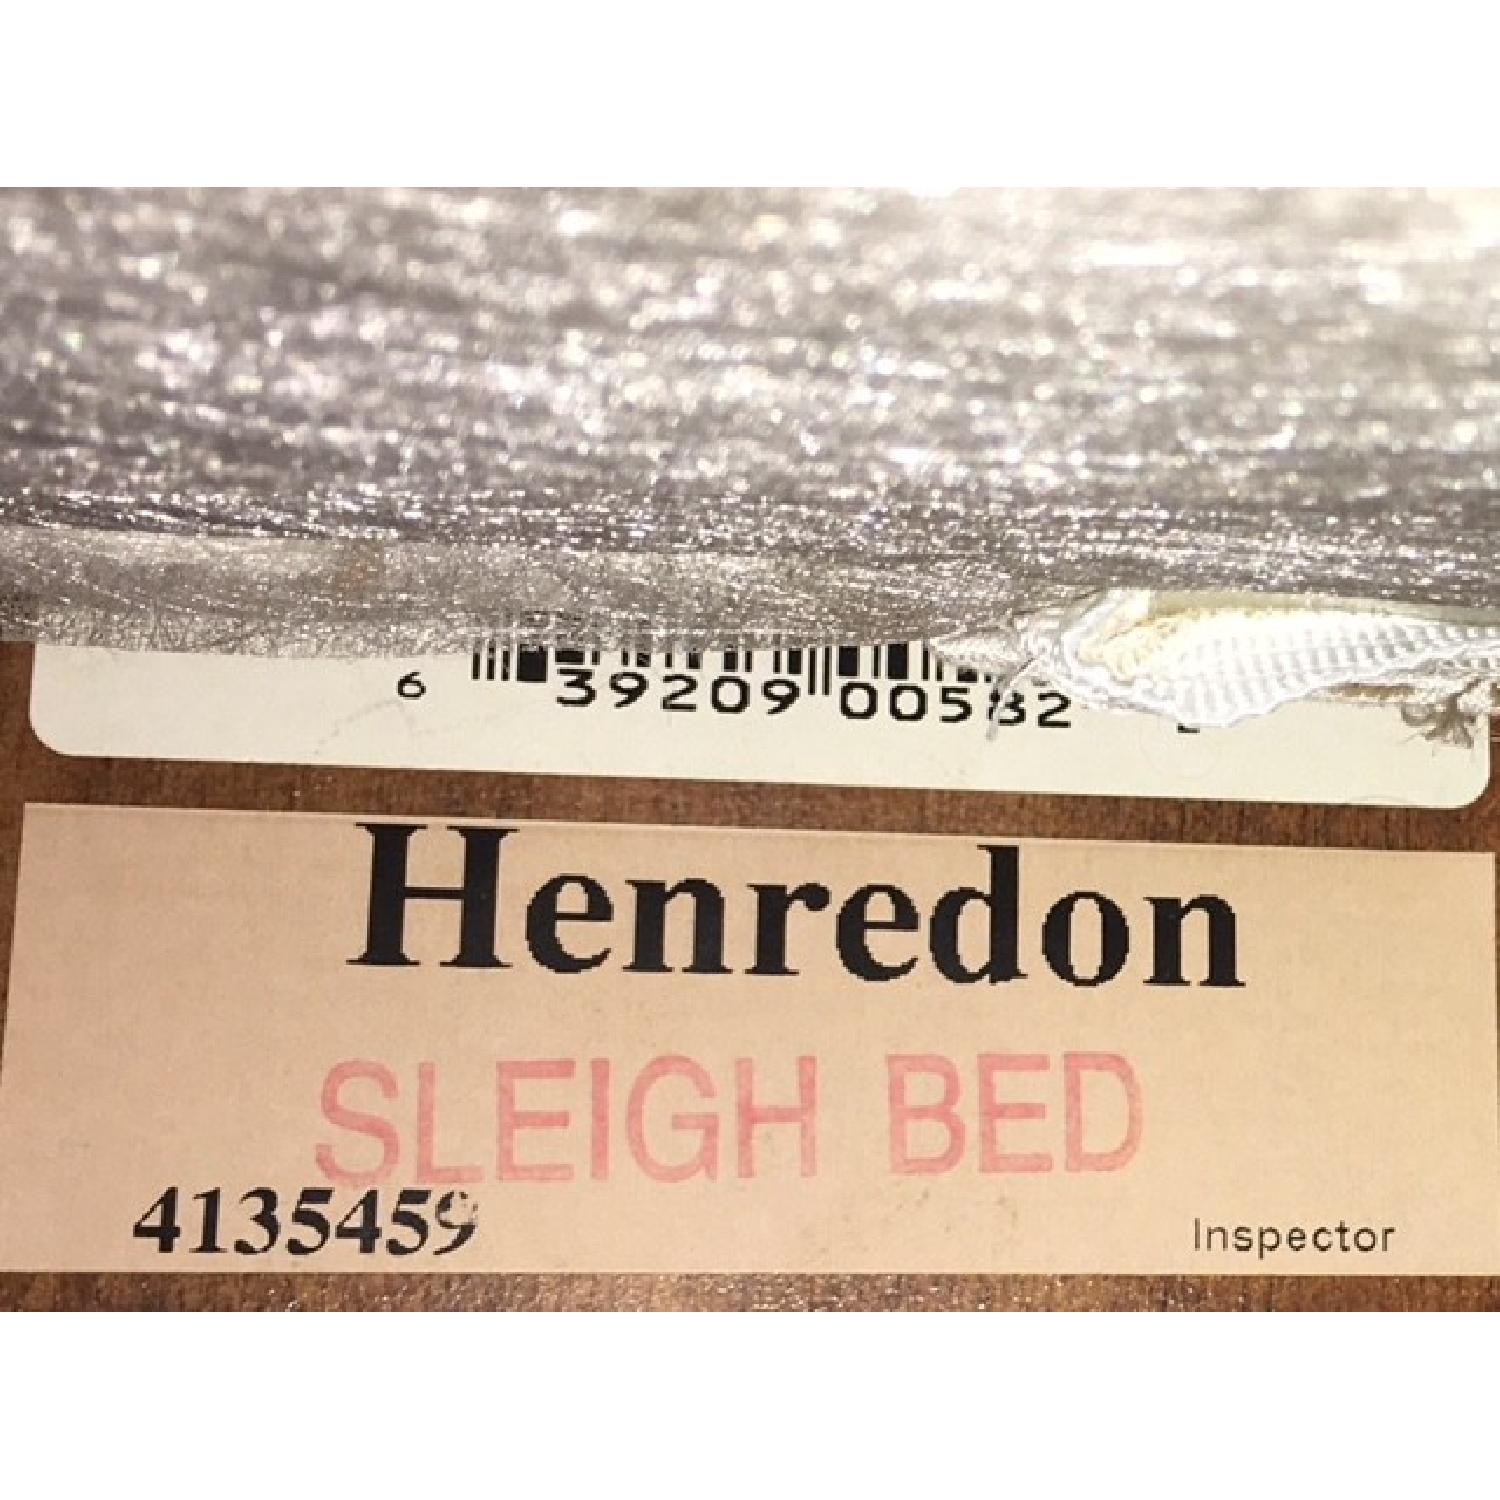 6 39209 00582
Henredon
SLEIGH BED
4135459
Inspector